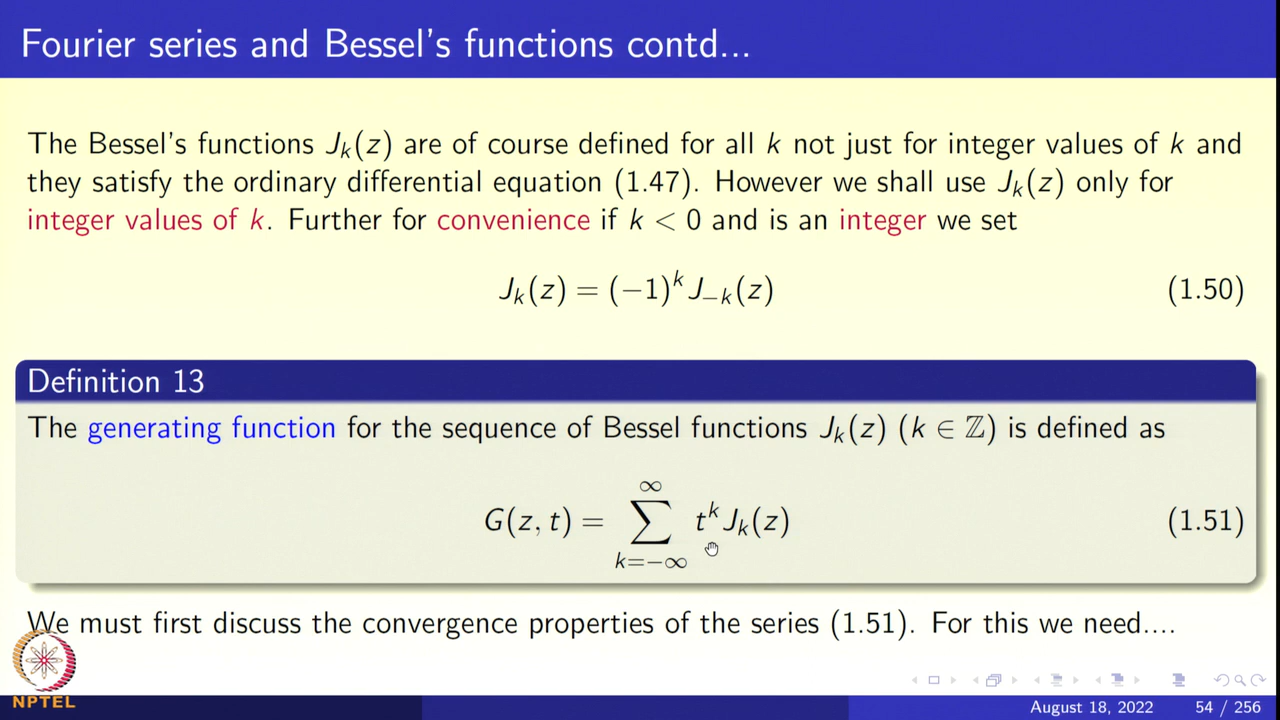 Fourier series and Bessel's functions contd...
The Bessel's functions J_k(z) are of course defined for all k not just for integer values of k and
they satisfy the ordinary differential equation (1.47). However we shall use J_k(z) only for
integer values of k. Further for convenience if k < 0 and is an integer we set
J_k(z) = (−1)^k J_{−k}(z) (1.50)
Definition 13
The generating function for the sequence of Bessel functions J_k(z) (k ∈ ℤ) is defined as
G(z, t) = ∑_{k=−∞}^{∞} t^k J_k(z) (1.51)
We must first discuss the convergence properties of the series (1.51). For this we need....
NPTEL
August 18, 2022 54 / 256